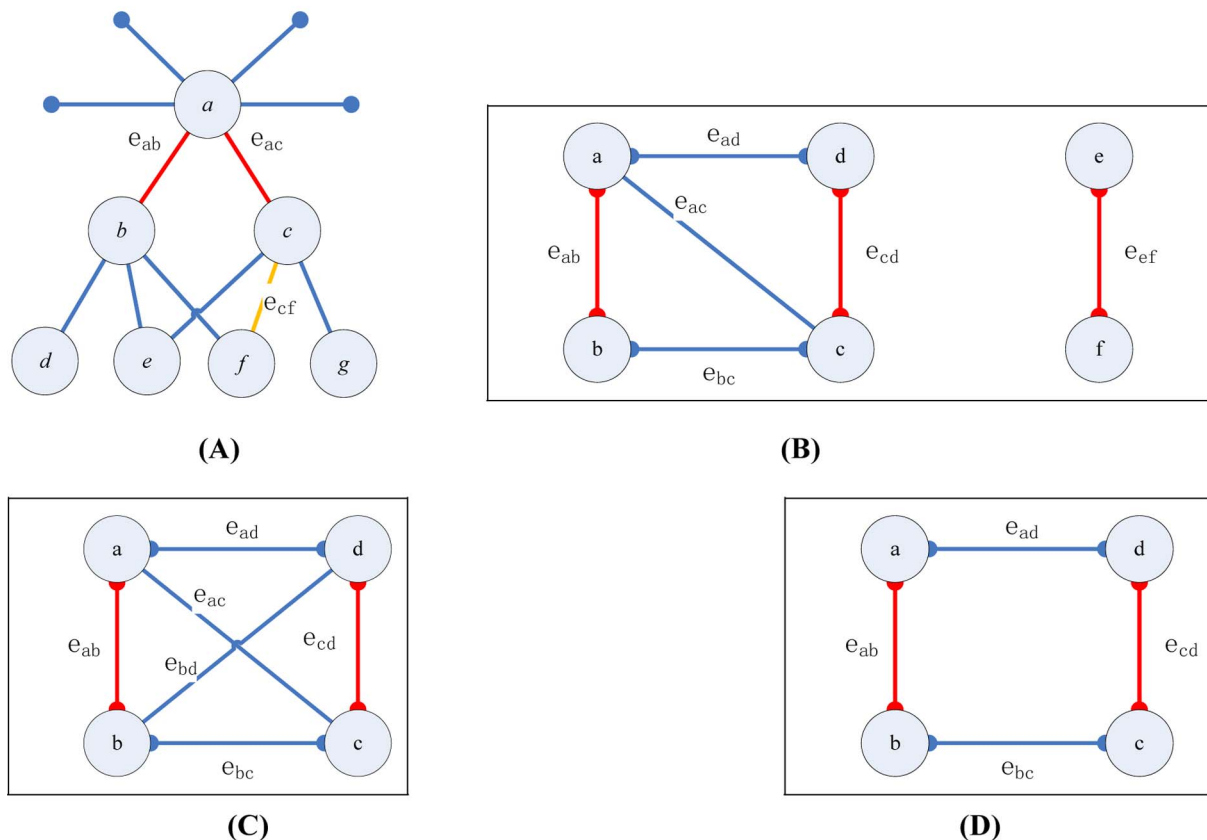 a
e_ab e_ac
b c
e_cf
d e f g
(A)
a e_ad d e
e_ac
e_ab e_cd e_ef
b e_bc c f
(B)
a e_ad d
e_ac
e_ab e_bd e_cd
b e_bc c
(C)
a e_ad d
e_ab e_cd
b e_bc c
(D)